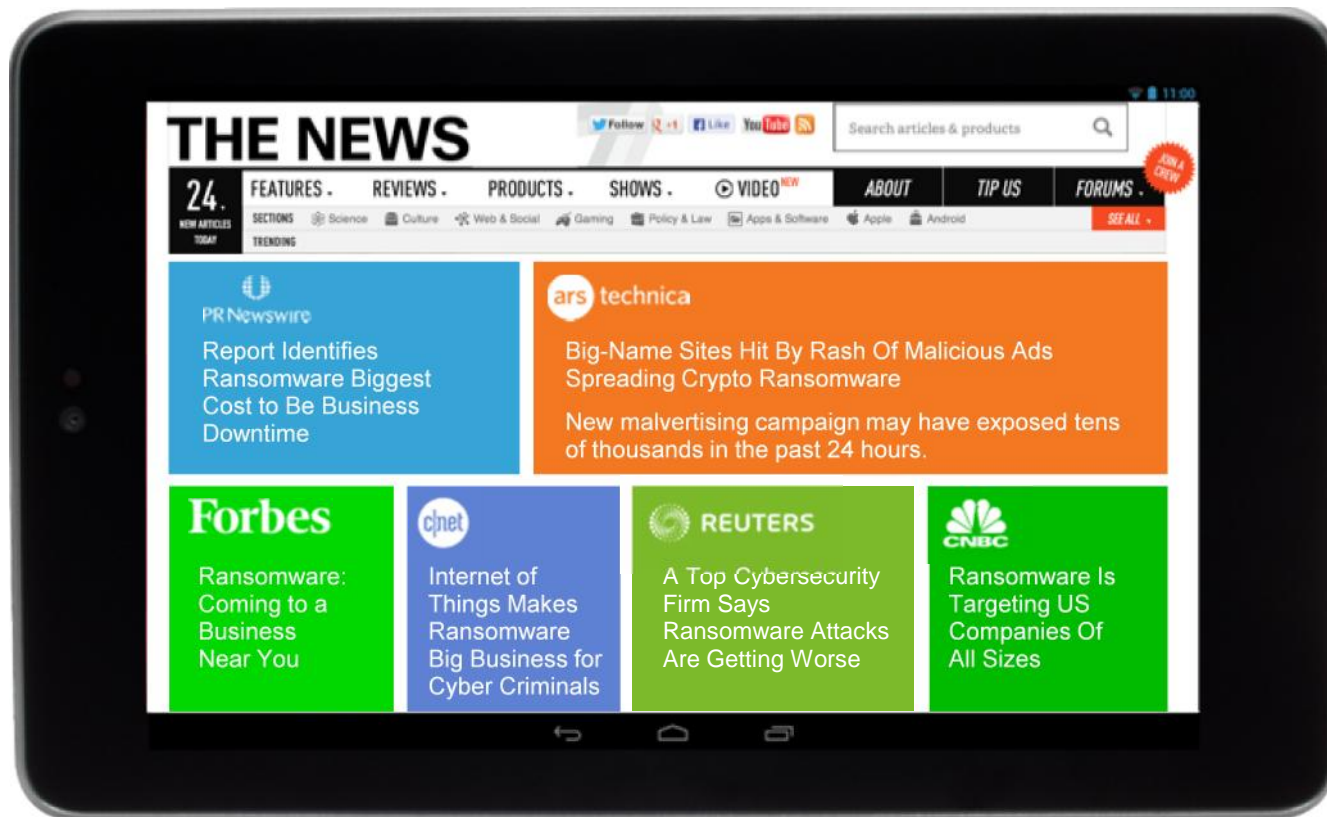 11:00
THE NEWS
Follow +1 Like You Tube
Search articles & products
JOIN A
CREW
24.
NEW ARTICLES
TODAY
FEATURES. REVIEWS. PRODUCTS. SHOWS. VIDEO NEW ABOUT TIP US FORUMS.
SECTIONS Science Culture Web & Social Gaming Policy & Law Apps & Software Apple Android SEE ALL
TRENDING
PR Newswire
Report Identifies
Ransomware Biggest
Cost to Be Business
Downtime
ars technica
Big-Name Sites Hit By Rash Of Malicious Ads
Spreading Crypto Ransomware
New malvertising campaign may have exposed tens
of thousands in the past 24 hours.
Forbes
Ransomware:
Coming to a
Business
Near You
c|net
Internet of
Things Makes
Ransomware
Big Business for
Cyber Criminals
REUTERS
A Top Cybersecurity
Firm Says
Ransomware Attacks
Are Getting Worse
CNBC
Ransomware Is
Targeting US
Companies Of
All Sizes